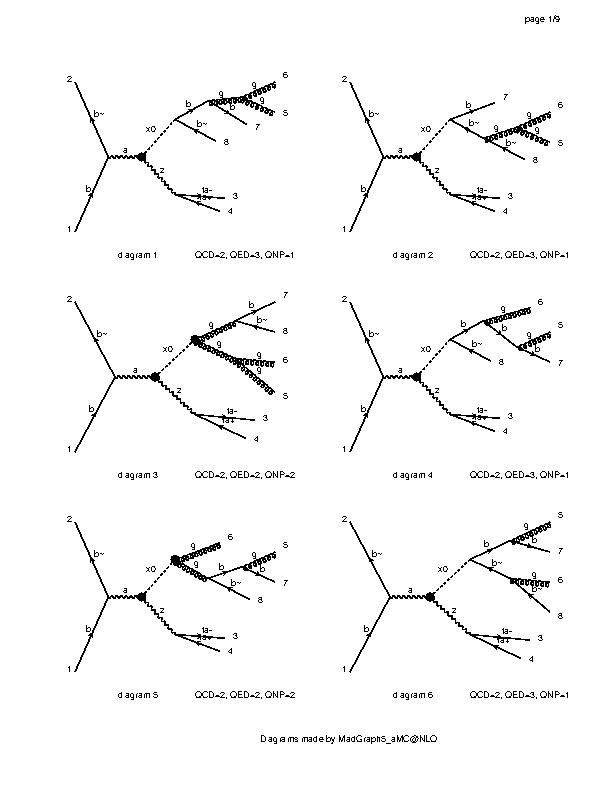 page 1/9
2 b~ b 1 a x0 z b g g g 6 5 b 7 b~ 8 ta- ta+ 3 4
diagram 1 QCD=2, QED=3, QNP=1
2 b~ b 1 a x0 z b 7 b~ g g g 6 5 b~ 8 ta- ta+ 3 4
diagram 2 QCD=2, QED=3, QNP=1
2 b~ b 1 a x0 z g b 7 b~ 8 g g 6 g 5 ta- ta+ 3 4
diagram 3 QCD=2, QED=2, QNP=2
2 b~ b 1 a x0 z b g 6 b g 5 b 7 b~ 8 ta- ta+ 3 4
diagram 4 QCD=2, QED=3, QNP=1
2 b~ b 1 a x0 z g 6 g b g 5 b 7 b~ 8 ta- ta+ 3 4
diagram 5 QCD=2, QED=2, QNP=2
2 b~ b 1 a x0 z b g 5 b 7 b~ g 6 b~ 8 ta- ta+ 3 4
diagram 6 QCD=2, QED=3, QNP=1
Diagrams made by MadGraph5_aMC@NLO